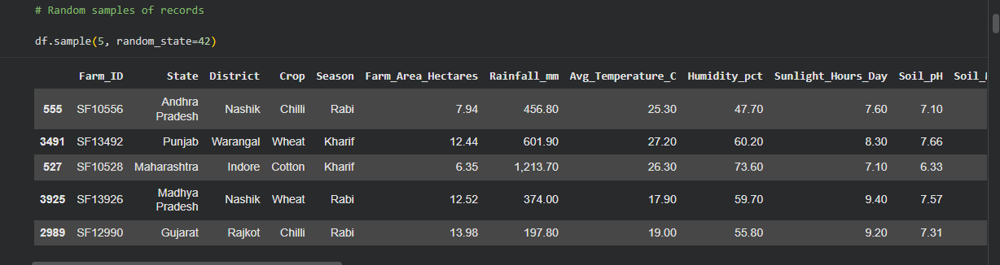 # Random samples of records
df.sample(5, random_state=42)
Farm_ID State District Crop Season Farm_Area_Hectares Rainfall_mm Avg_Temperature_C Humidity_pct Sunlight_Hours_Day Soil_pH
555 SF10556 Andhra Pradesh Nashik Chilli Rabi 7.94 456.80 25.30 47.70 7.60 7.10
3491 SF13492 Punjab Warangal Wheat Kharif 12.44 601.90 27.20 60.20 8.30 7.66
527 SF10528 Maharashtra Indore Cotton Kharif 6.35 1,213.70 26.30 73.60 7.10 6.33
3925 SF13926 Madhya Pradesh Nashik Wheat Rabi 12.52 374.00 17.90 59.70 9.40 7.57
2989 SF12990 Gujarat Rajkot Chilli Rabi 13.98 197.80 19.00 55.80 9.20 7.31